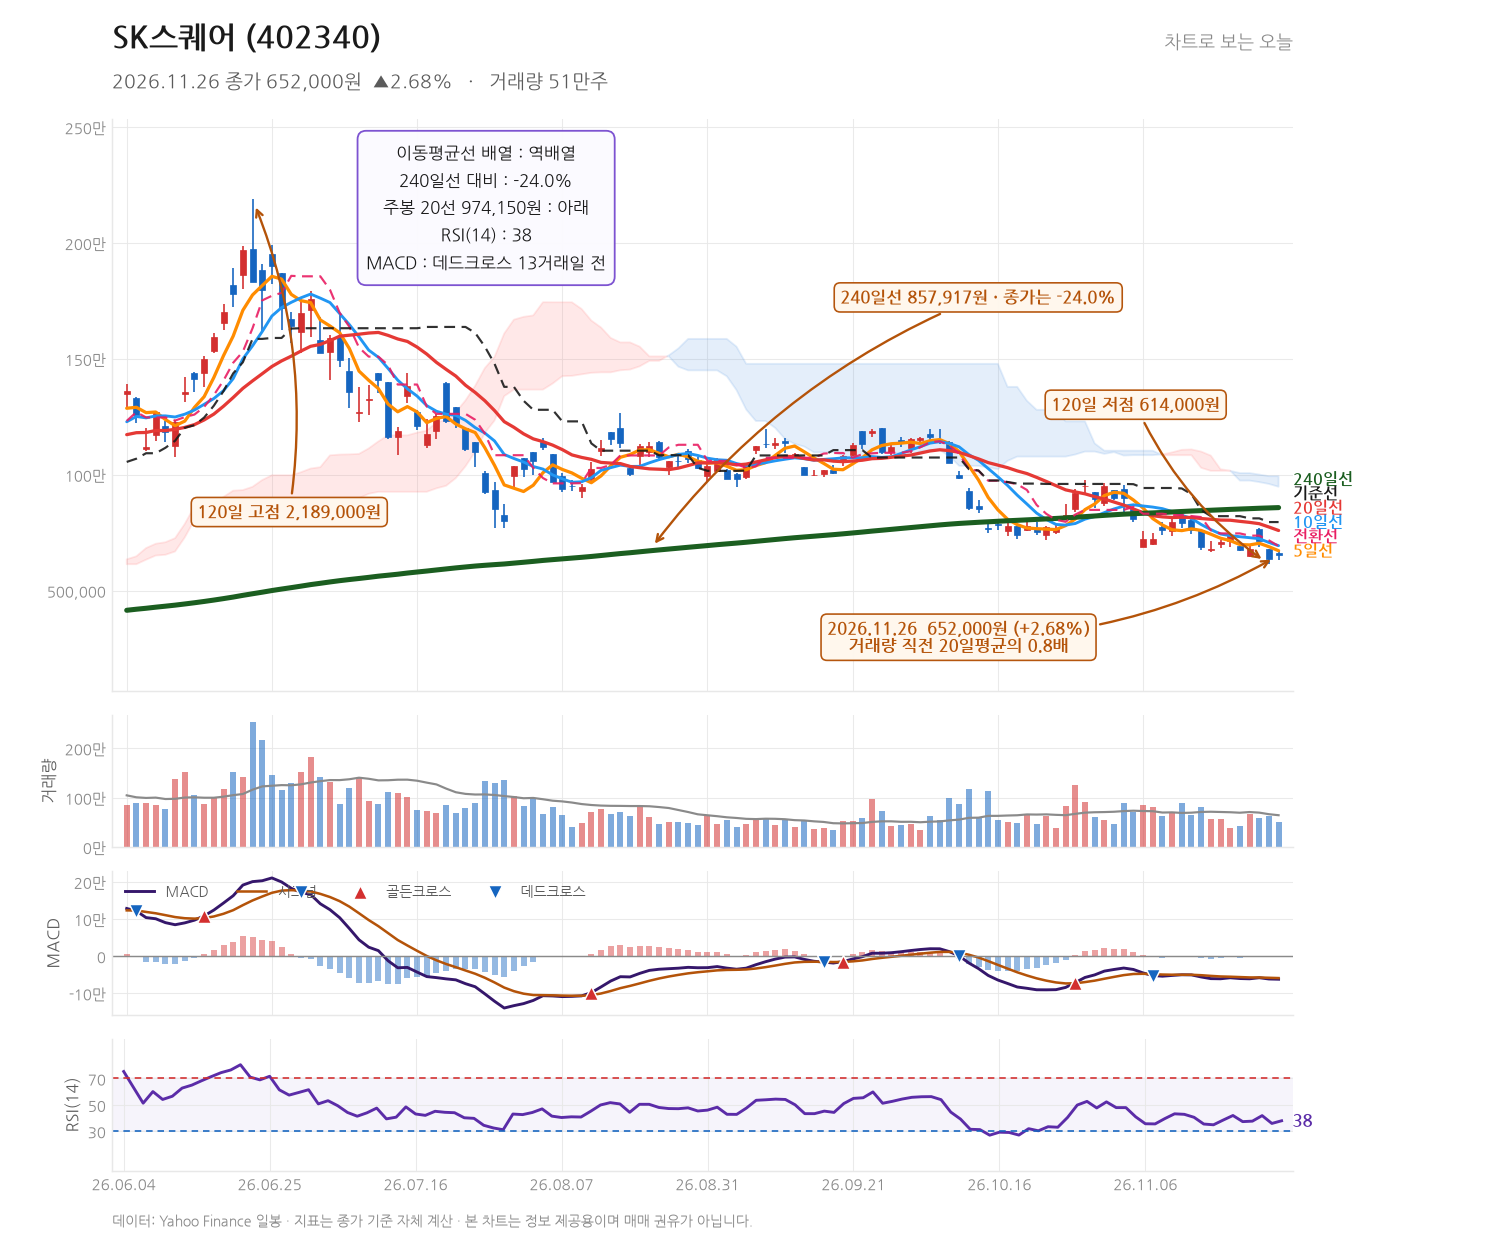 SK스퀘어 (402340)
차트로 보는 오늘
2026.11.26 종가 652,000원 ▲2.68% · 거래량 51만주
250만
200만
150만
100만
500,000
이동평균선 배열 : 역배열
240일선 대비 : -24.0%
주봉 20선 974,150원 : 아래
RSI(14) : 38
MACD : 데드크로스 13거래일 전
240일선 857,917원 · 종가는 -24.0%
120일 저점 614,000원
120일 고점 2,189,000원
2026.11.26 652,000원 (+2.68%)
거래량 직전 20일평균의 0.8배
240일선
기준선
20일선
10일선
전환선
5일선
거래량
200만
100만
0만
MACD
20만
10만
0
-10만
MACD
골든크로스
데드크로스
RSI(14)
70
50
30
38
26.06.04
26.06.25
26.07.16
26.08.07
26.08.31
26.09.21
26.10.16
26.11.06
데이터: Yahoo Finance 일봉 · 지표는 종가 기준 자체 계산 · 본 차트는 정보 제공용이며 매매 권유가 아닙니다.